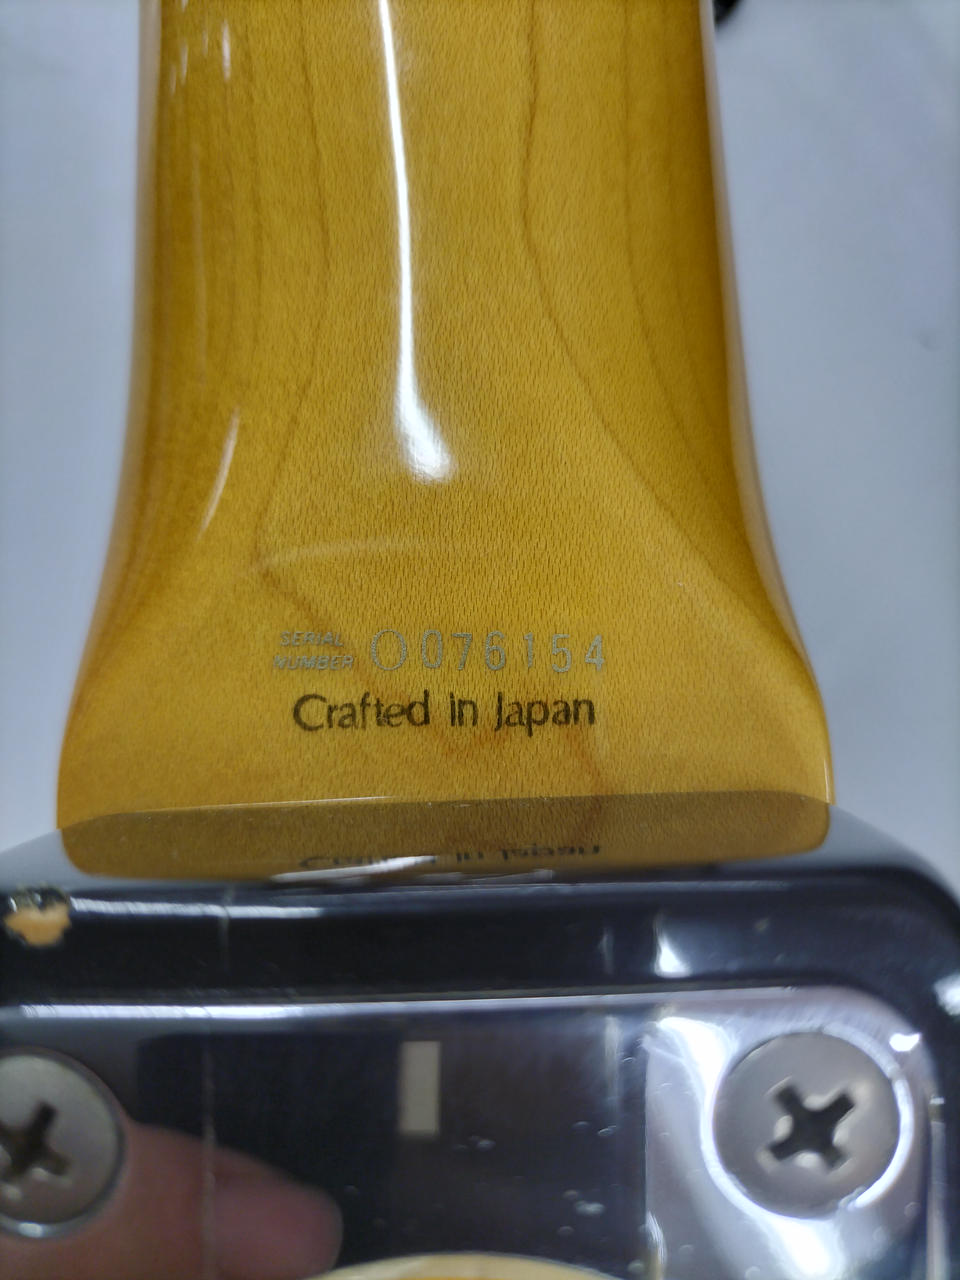 SERIAL
NUMBER O076154
Crafted in Japan